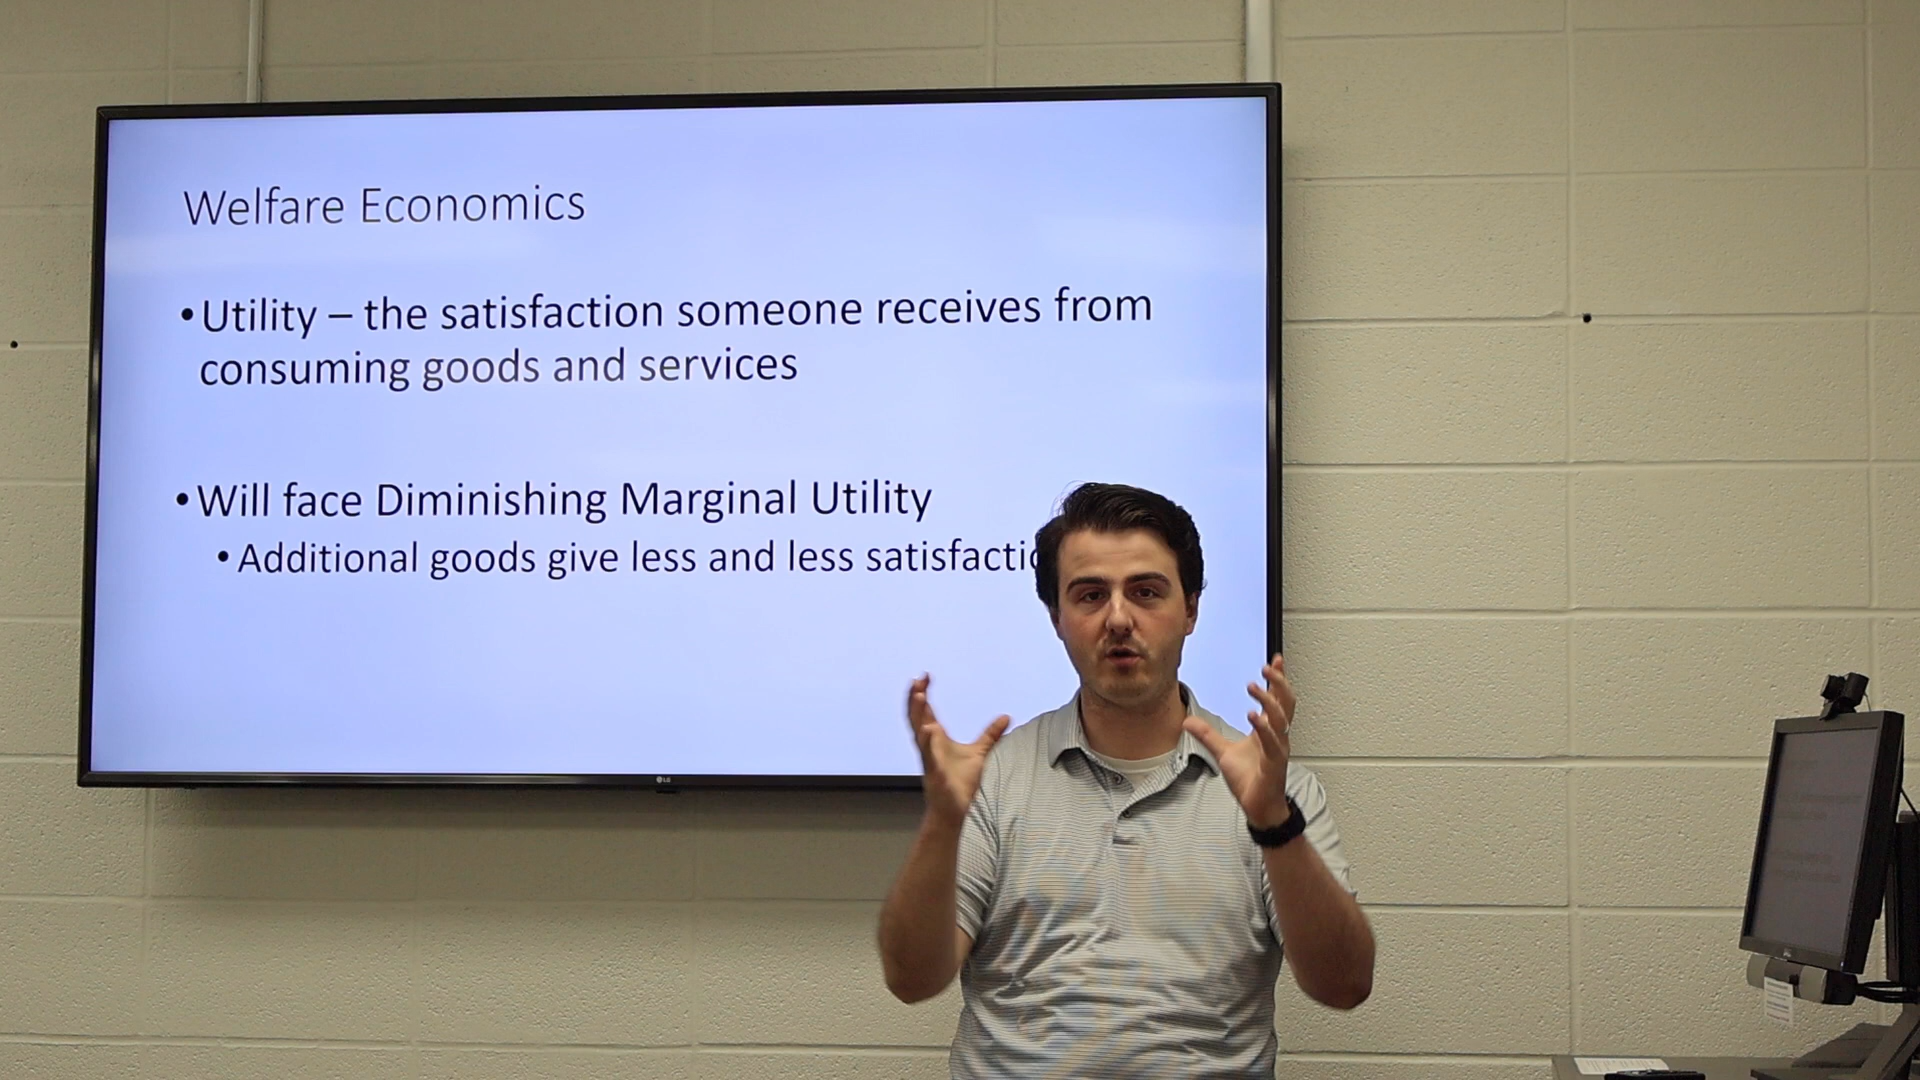 Welfare Economics
•Utility – the satisfaction someone receives from
consuming goods and services
•Will face Diminishing Marginal Utility
•Additional goods give less and less
LG